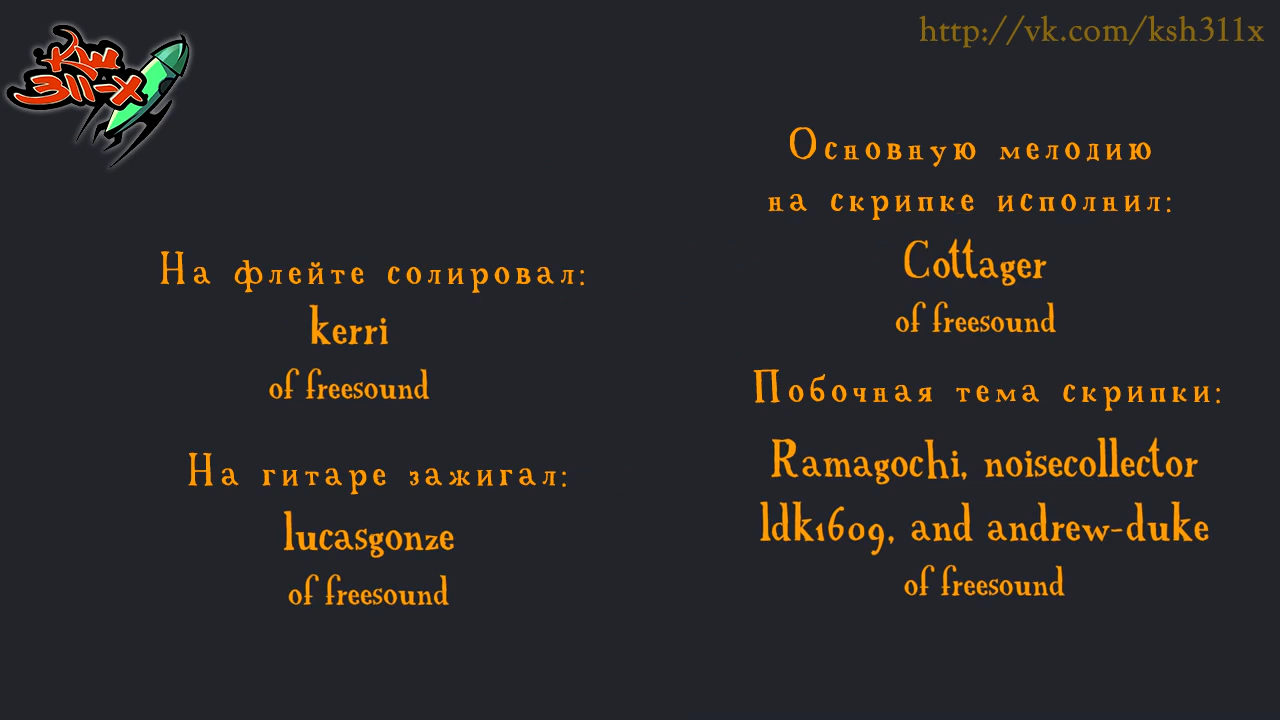 KW
311-X
http://vk.com/ksh311x
На флейте солировал:
kerri
of freesound
На гитаре зажигал:
lucasgonze
of freesound
Основную мелодию
на скрипке исполнил:
Cottager
of freesound
Побочная тема скрипки:
Ramagochi, noisecollector
ldk1609, and andrew-duke
of freesound